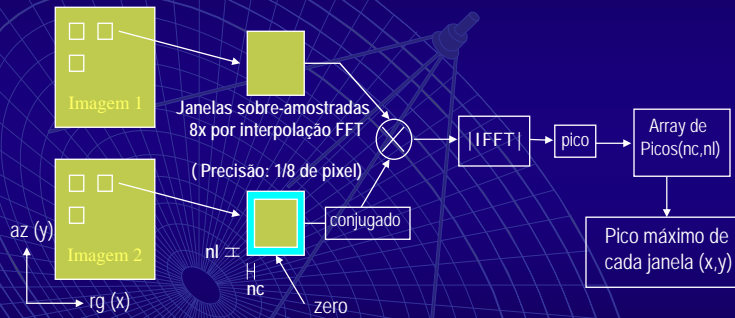 Imagem 1
Janelas sobre-amostradas
8x por interpolação FFT
( Precisão: 1/8 de pixel)
|IFFT|
pico
Array de
Picos(nc,nl)
Imagem 2
conjugado
Pico máximo de
cada janela (x,y)
az (y)
nl
nc
zero
rg (x)